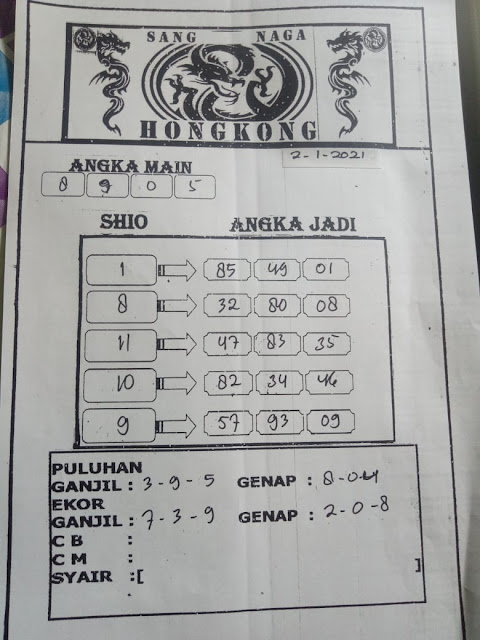 SANG NAGA
HONGKONG
2-1-2021
ANGKA MAIN
8 9 0 5
SHIO ANGKA JADI
1 85 49 01
8 32 80 08
11 47 83 35
10 82 34 46
9 57 93 09
PULUHAN
GANJIL : 3-9-5 GENAP : 8-0-4
EKOR
GANJIL : 7-3-9 GENAP : 2-0-8
C B :
C M :
SYAIR :[ ]